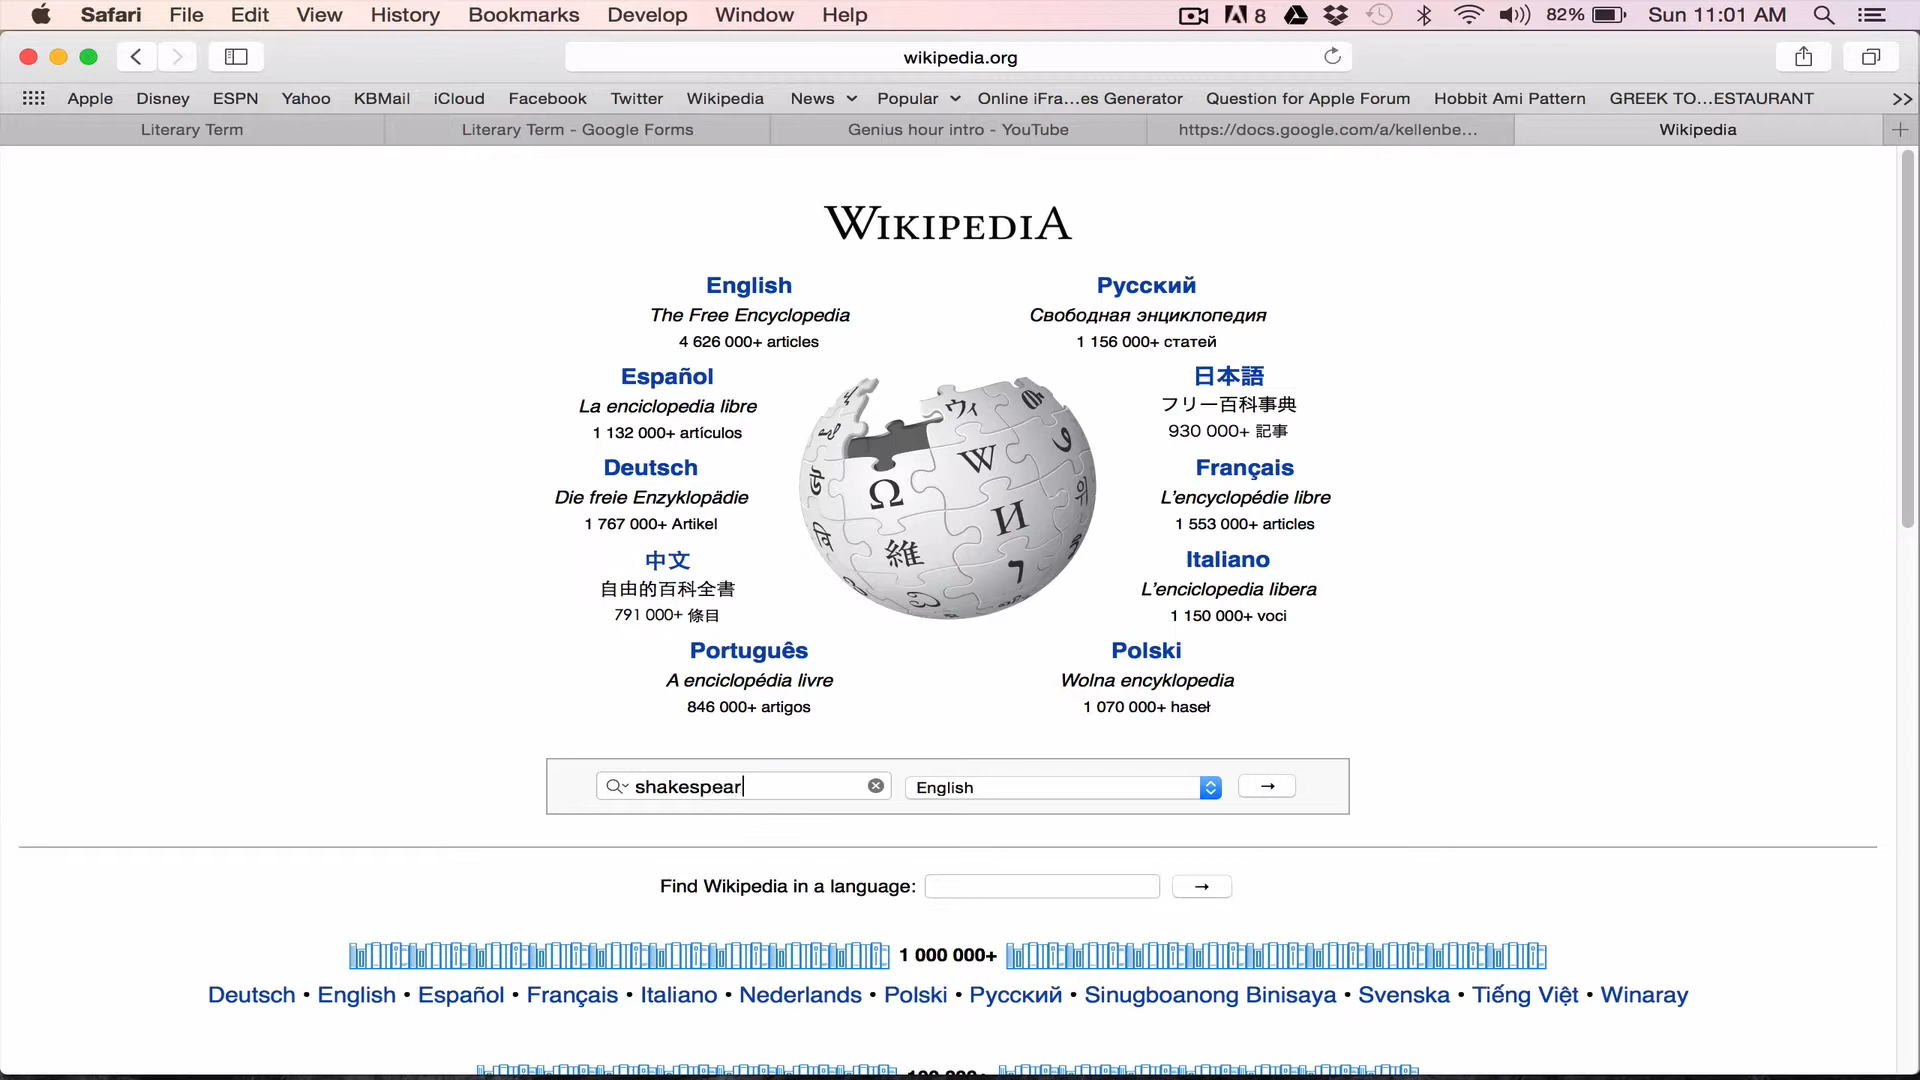 Safari File Edit View History Bookmarks Develop Window Help 8 82% Sun 11:01 AM
wikipedia.org
Apple Disney ESPN Yahoo KBMail iCloud Facebook Twitter Wikipedia News Popular Online iFra...es Generator Question for Apple Forum Hobbit Ami Pattern GREEK TO...ESTAURANT >>
Literary Term Literary Term - Google Forms Genius hour intro - YouTube https://docs.google.com/a/kellenbe... Wikipedia
WIKIPEDIA
English Русский
The Free Encyclopedia Свободная энциклопедия
4 626 000+ articles 1 156 000+ статей
Español 日本語
La enciclopedia libre フリー百科事典
1 132 000+ artículos 930 000+ 記事
Deutsch Français
Die freie Enzyklopädie L'encyclopédie libre
1 767 000+ Artikel 1 553 000+ articles
中文 Italiano
自由的百科全書 L'enciclopedia libera
791 000+ 條目 1 150 000+ voci
Português Polski
A enciclopédia livre Wolna encyklopedia
846 000+ artigos 1 070 000+ haseł
Ω W И 維 ウィ
shakespear English →
Find Wikipedia in a language: →
1 000 000+
Deutsch • English • Español • Français • Italiano • Nederlands • Polski • Русский • Sinugboanong Binisaya • Svenska • Tiếng Việt • Winaray